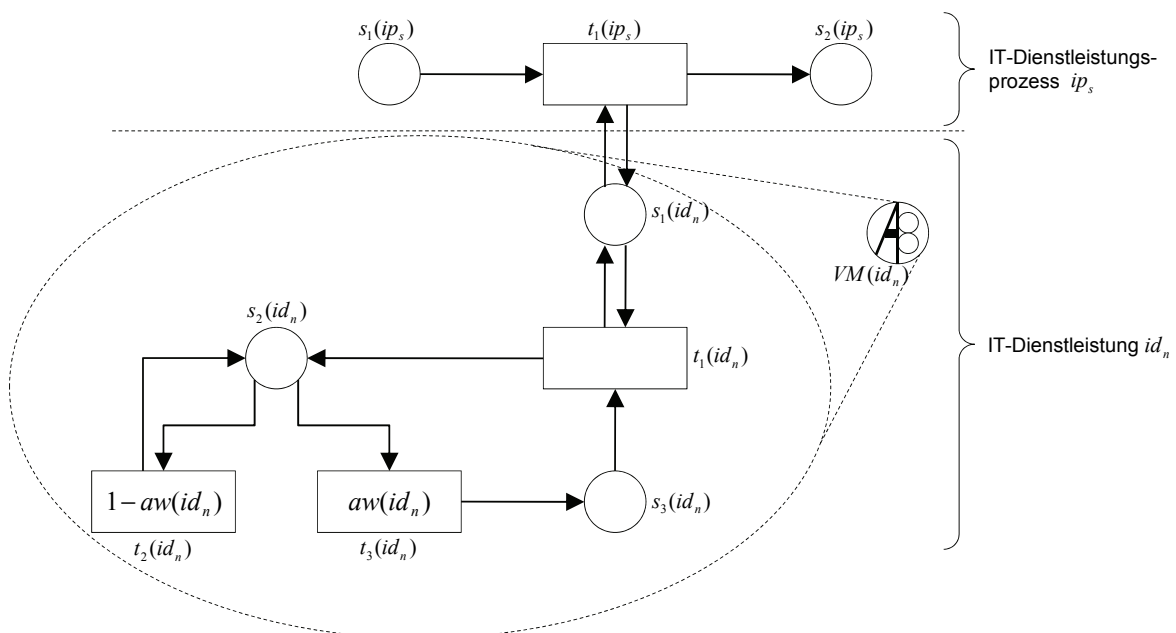 s₁(ipₛ)
t₁(ipₛ)
s₂(ipₛ)
IT-Dienstleistungs-
prozess ipₛ
s₁(idₙ)
VM(idₙ)
s₂(idₙ)
t₁(idₙ)
IT-Dienstleistung idₙ
1 − aw(idₙ)
aw(idₙ)
s₃(idₙ)
t₂(idₙ)
t₃(idₙ)